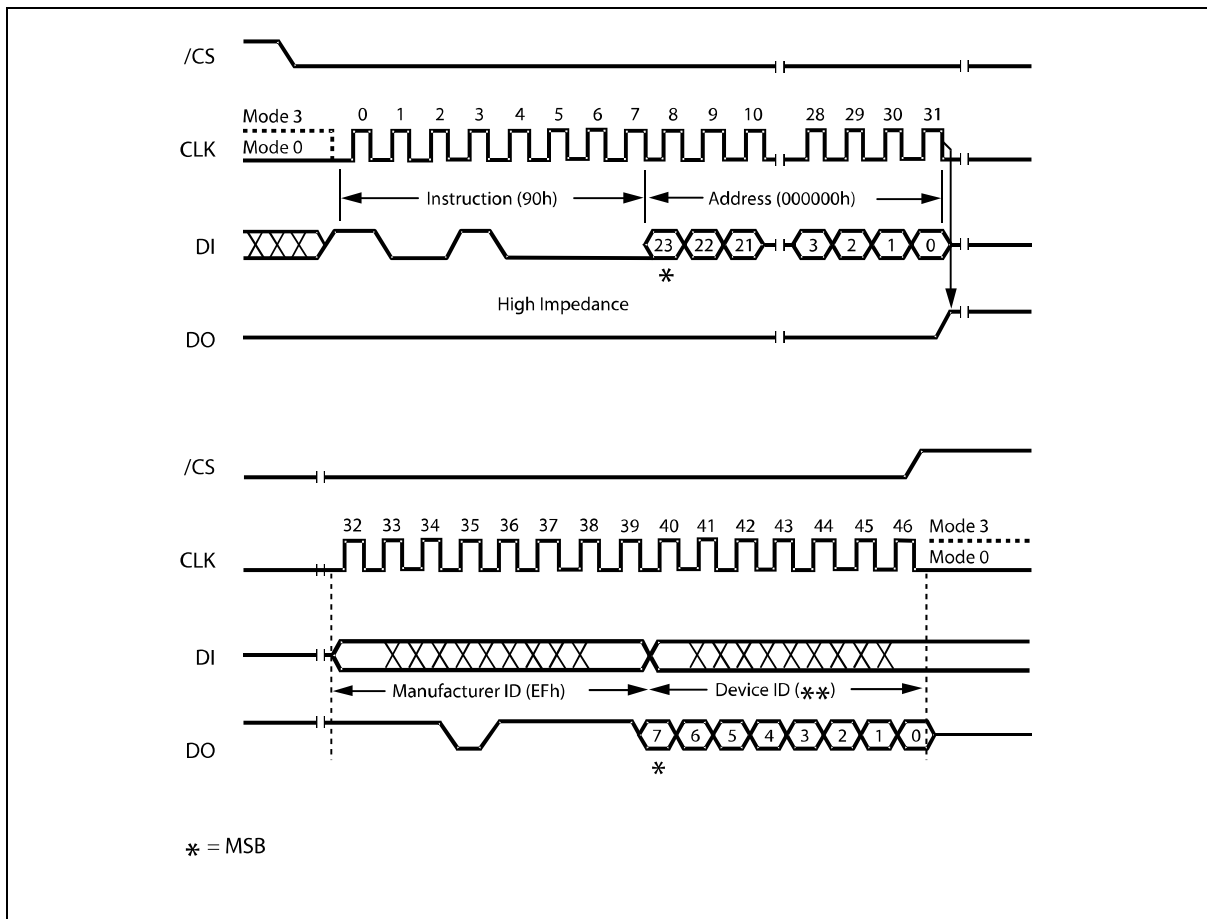 /CS
Mode 3 0 1 2 3 4 5 6 7 8 9 10 28 29 30 31
CLK Mode 0
Instruction (90h) Address (000000h)
DI 23 22 21 3 2 1 0
*
High Impedance
DO
/CS
32 33 34 35 36 37 38 39 40 41 42 43 44 45 46 Mode 3
CLK Mode 0
DI
Manufacturer ID (EFh) Device ID (**)
DO 7 6 5 4 3 2 1 0
*
* = MSB